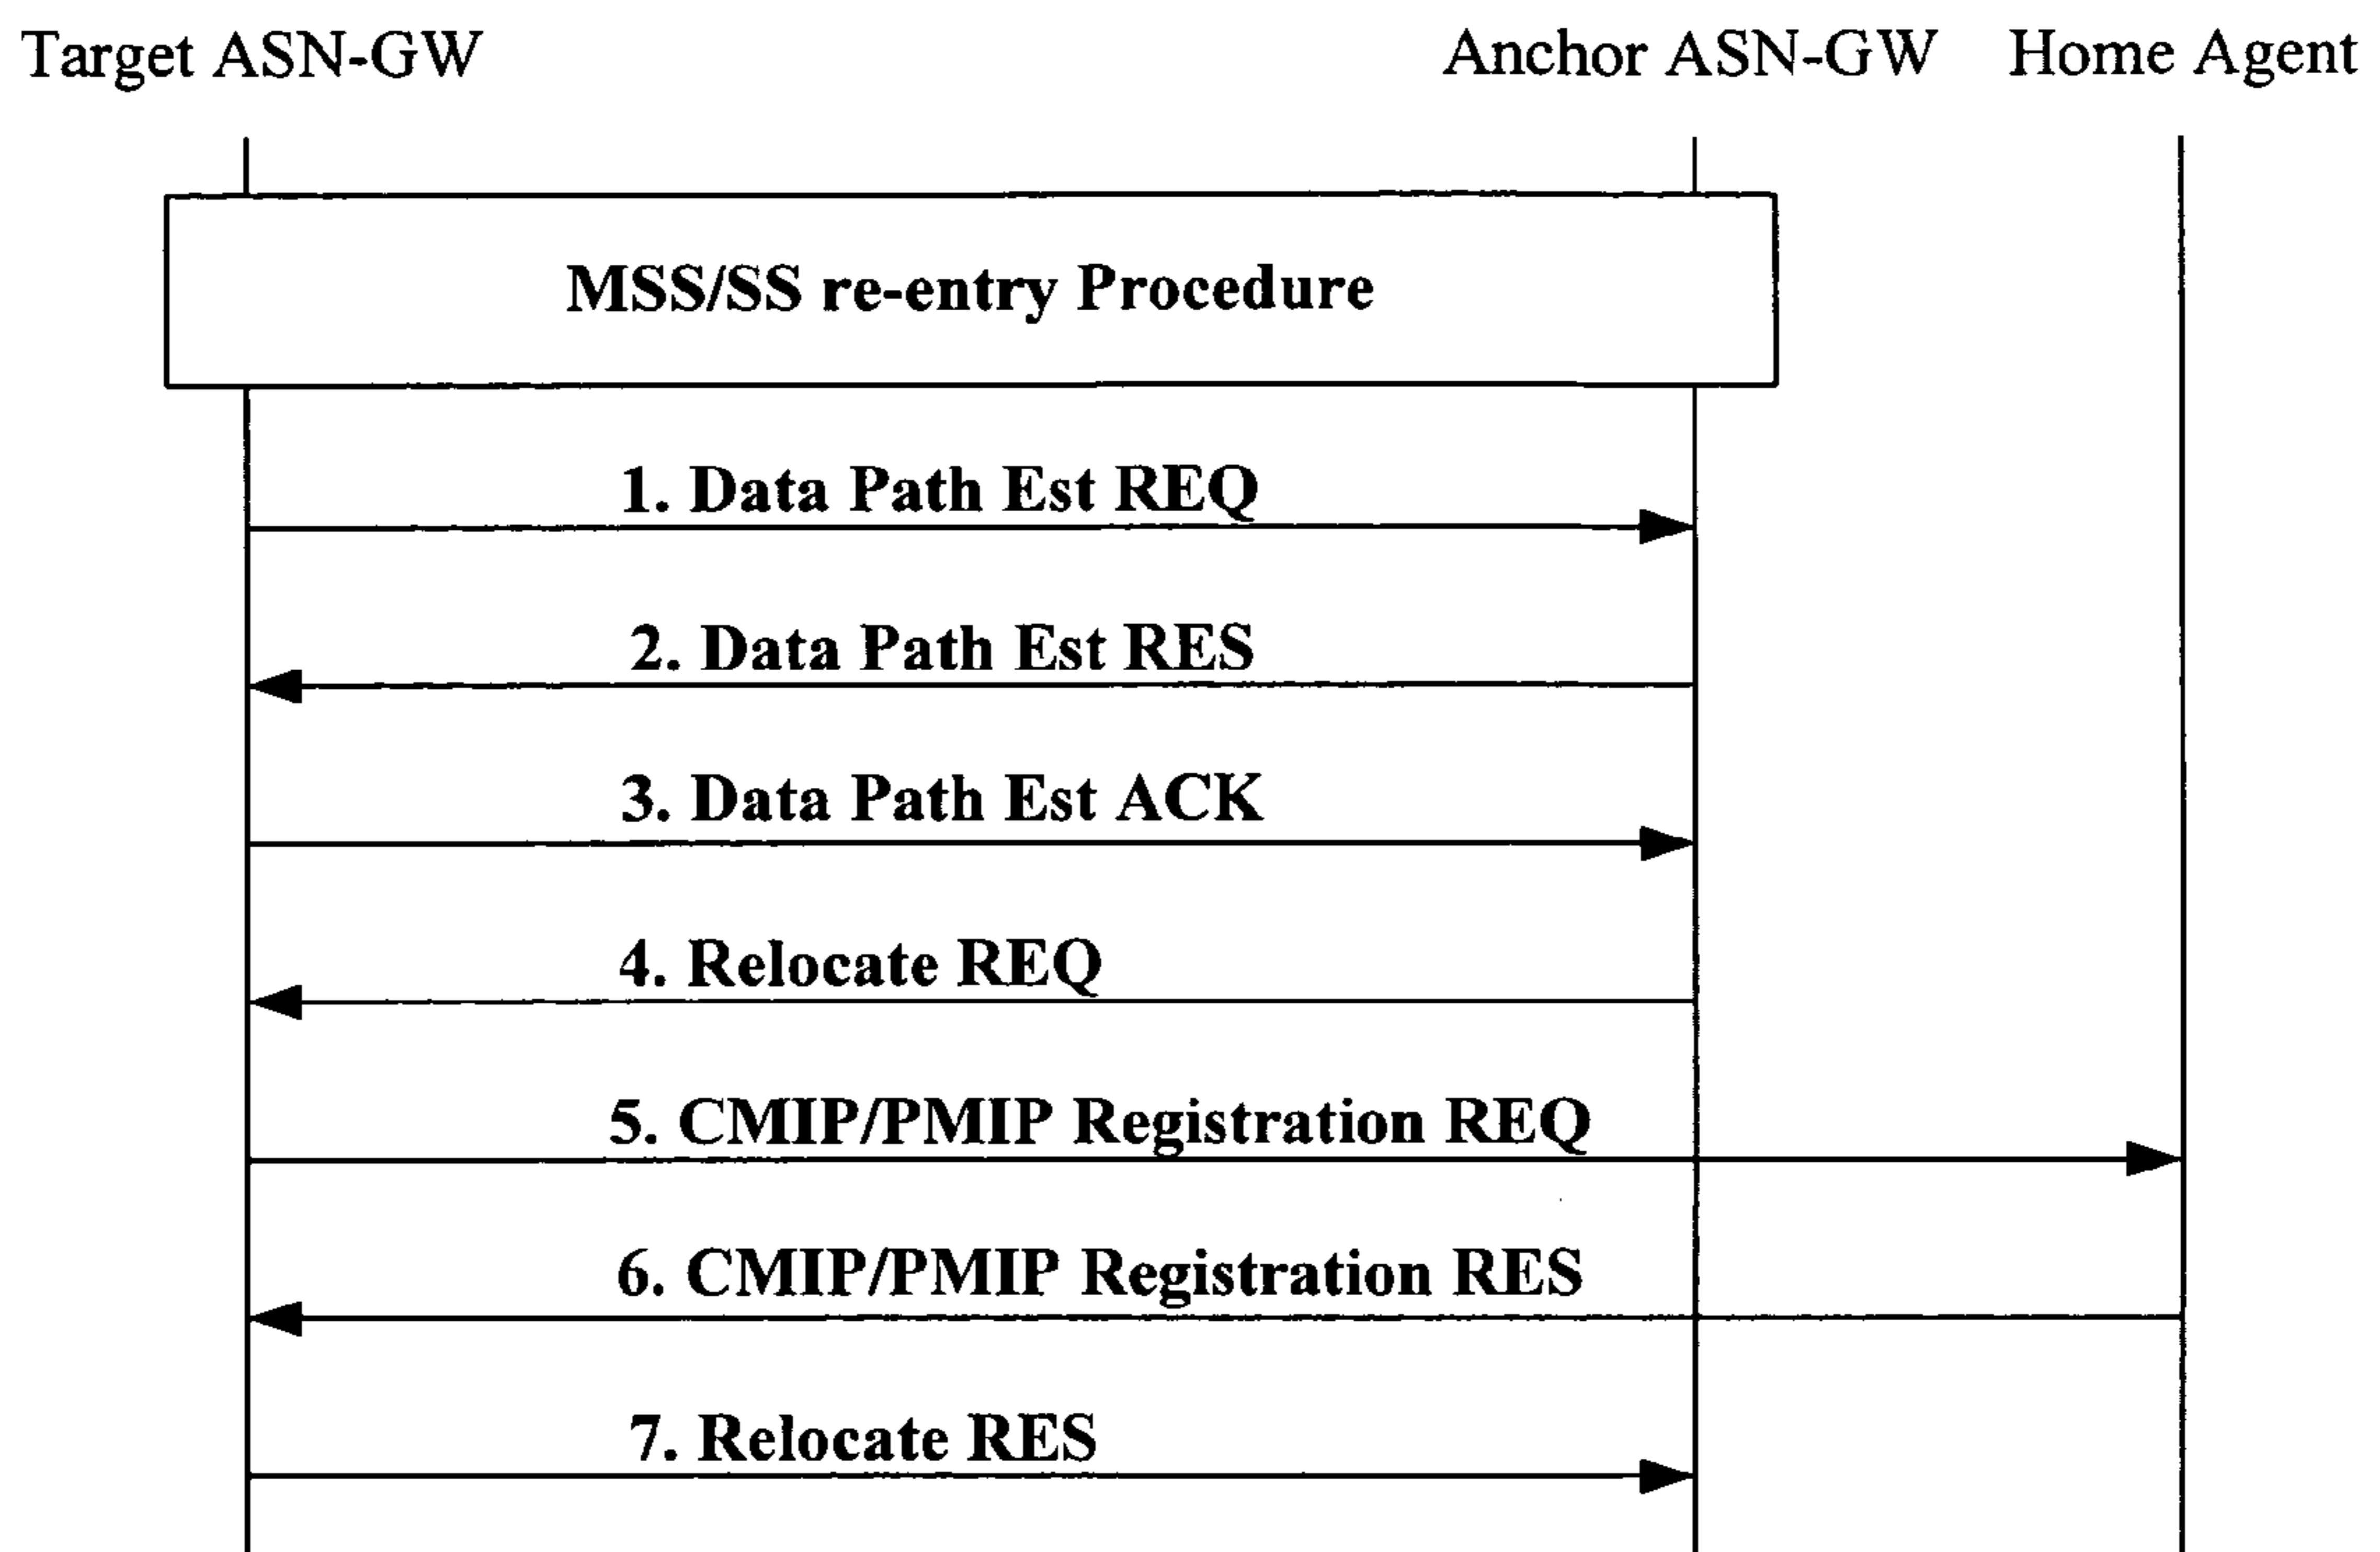 Target ASN-GW
Anchor ASN-GW
Home Agent
MSS/SS re-entry Procedure
1. Data Path Est REQ
2. Data Path Est RES
3. Data Path Est ACK
4. Relocate REQ
5. CMIP/PMIP Registration REQ
6. CMIP/PMIP Registration RES
7. Relocate RES